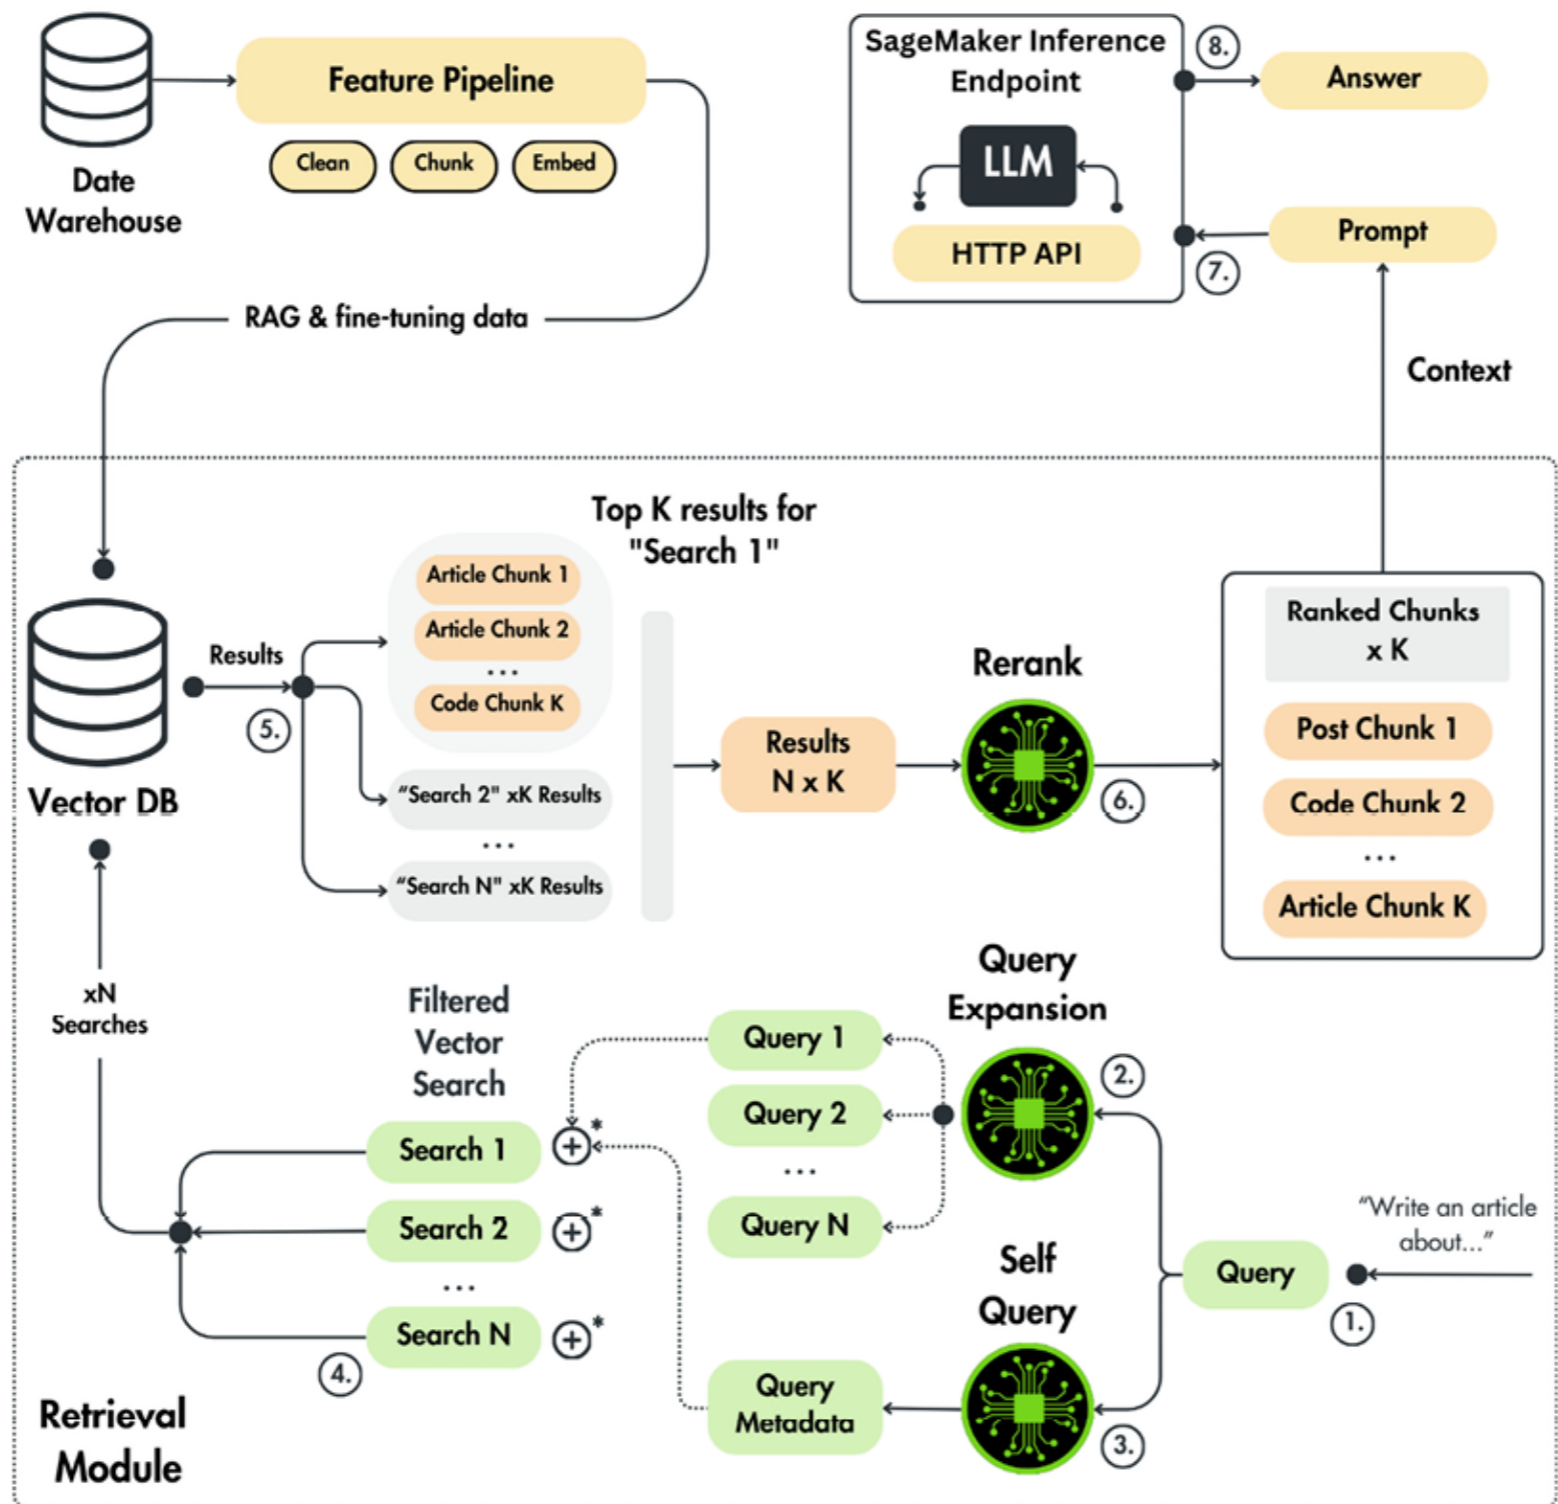 Date
Warehouse
Feature Pipeline
Clean
Chunk
Embed
RAG & fine-tuning data
SageMaker Inference
Endpoint
LLM
HTTP API
8.
Answer
7.
Prompt
Context
Top K results for
"Search 1"
Article Chunk 1
Article Chunk 2
...
Code Chunk K
Results
5.
Vector DB
“Search 2" xK Results
...
“Search N" xK Results
Results
N x K
Rerank
6.
Ranked Chunks
x K
Post Chunk 1
Code Chunk 2
...
Article Chunk K
xN
Searches
Filtered
Vector
Search
Query
Expansion
2.
Query 1
Query 2
...
Query N
Search 1
+*
Search 2
+*
...
Search N
+*
4.
Self
Query
3.
Query
Metadata
Query
“Write an article
about...”
1.
Retrieval
Module